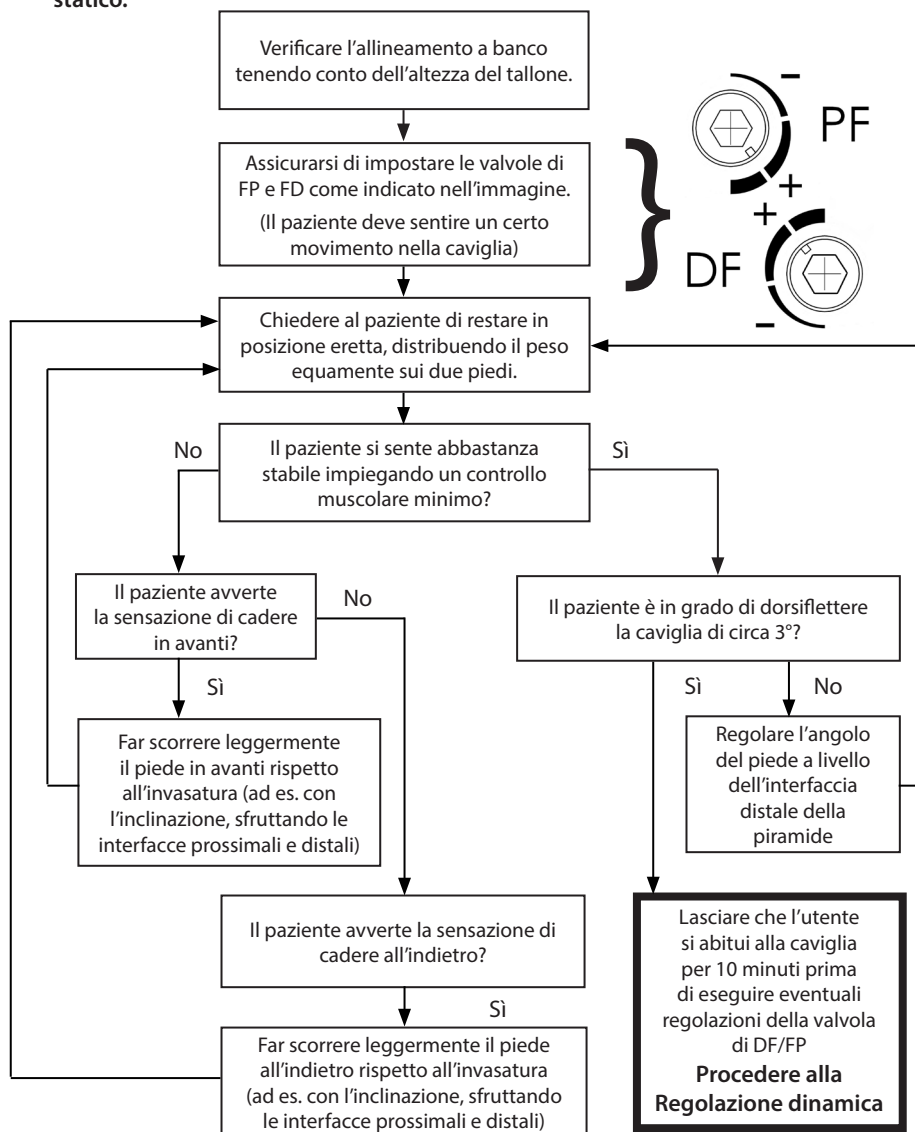 statico.
Verificare l'allineamento a banco
tenendo conto dell'altezza del tallone.
Assicurarsi di impostare le valvole di
FP e FD come indicato nell'immagine.
(Il paziente deve sentire un certo
movimento nella caviglia)
}
-
PF
+
+
DF
-
Chiedere al paziente di restare in
posizione eretta, distribuendo il peso
equamente sui due piedi.
No
Il paziente si sente abbastanza
stabile impiegando un controllo
muscolare minimo?
Sì
Il paziente avverte
la sensazione di cadere
in avanti?
No
Il paziente è in grado di dorsiflettere
la caviglia di circa 3°?
Sì
Sì
No
Far scorrere leggermente
il piede in avanti rispetto
all'invasatura (ad es. con
l'inclinazione, sfruttando le
interfacce prossimali e distali)
Regolare l'angolo
del piede a livello
dell'interfaccia
distale della
piramide
Il paziente avverte la sensazione di
cadere all'indietro?
Sì
Far scorrere leggermente il piede
all'indietro rispetto all'invasatura
(ad es. con l'inclinazione, sfruttando
le interfacce prossimali e distali)
Lasciare che l'utente
si abitui alla caviglia
per 10 minuti prima
di eseguire eventuali
regolazioni della valvola
di DF/FP
Procedere alla
Regolazione dinamica